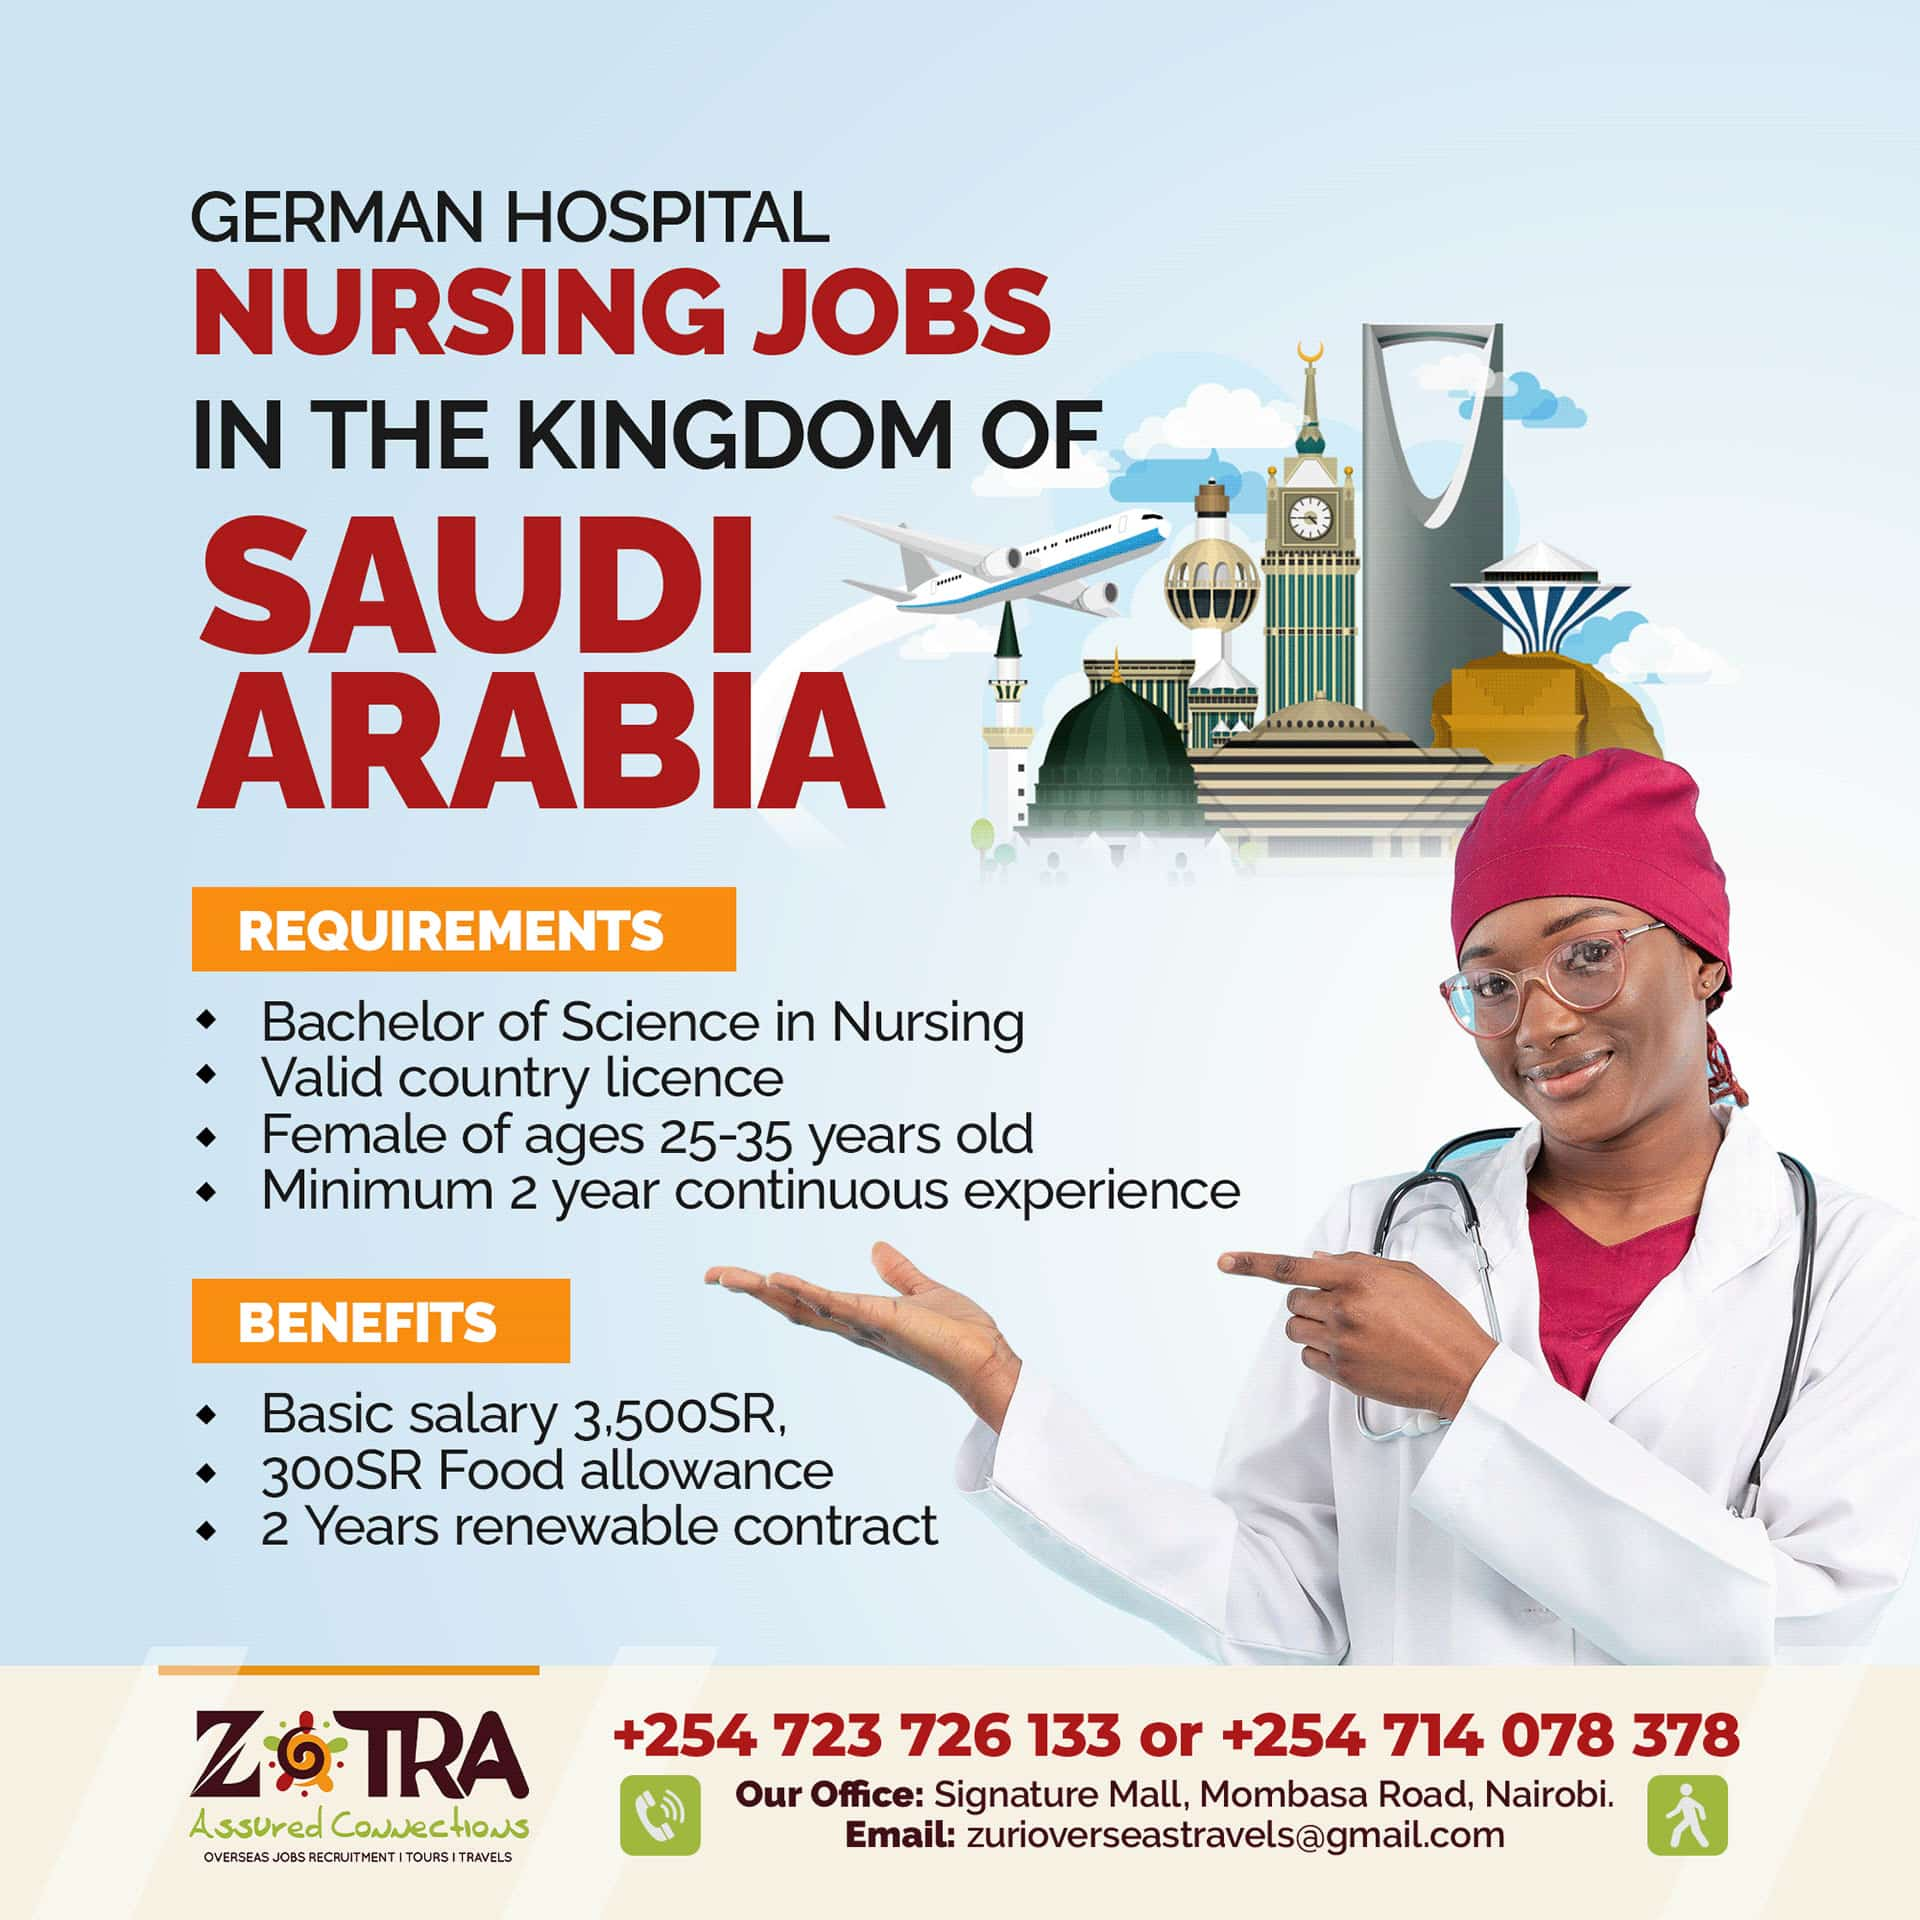 GERMAN HOSPITAL
NURSING JOBS
IN THE KINGDOM OF
SAUDI
ARABIA
REQUIREMENTS
Bachelor of Science in Nursing
Valid country licence
Female of ages 25-35 years old
Minimum 2 year continuous experience
BENEFITS
Basic salary 3,500SR,
300SR Food allowance
2 Years renewable contract
ZOTRA
Assured Connections
OVERSEAS JOBS RECRUITMENT I TOURS I TRAVELS
+254 723 726 133 or +254 714 078 378
Our Office: Signature Mall, Mombasa Road, Nairobi.
Email: zurioverseastravels@gmail.com